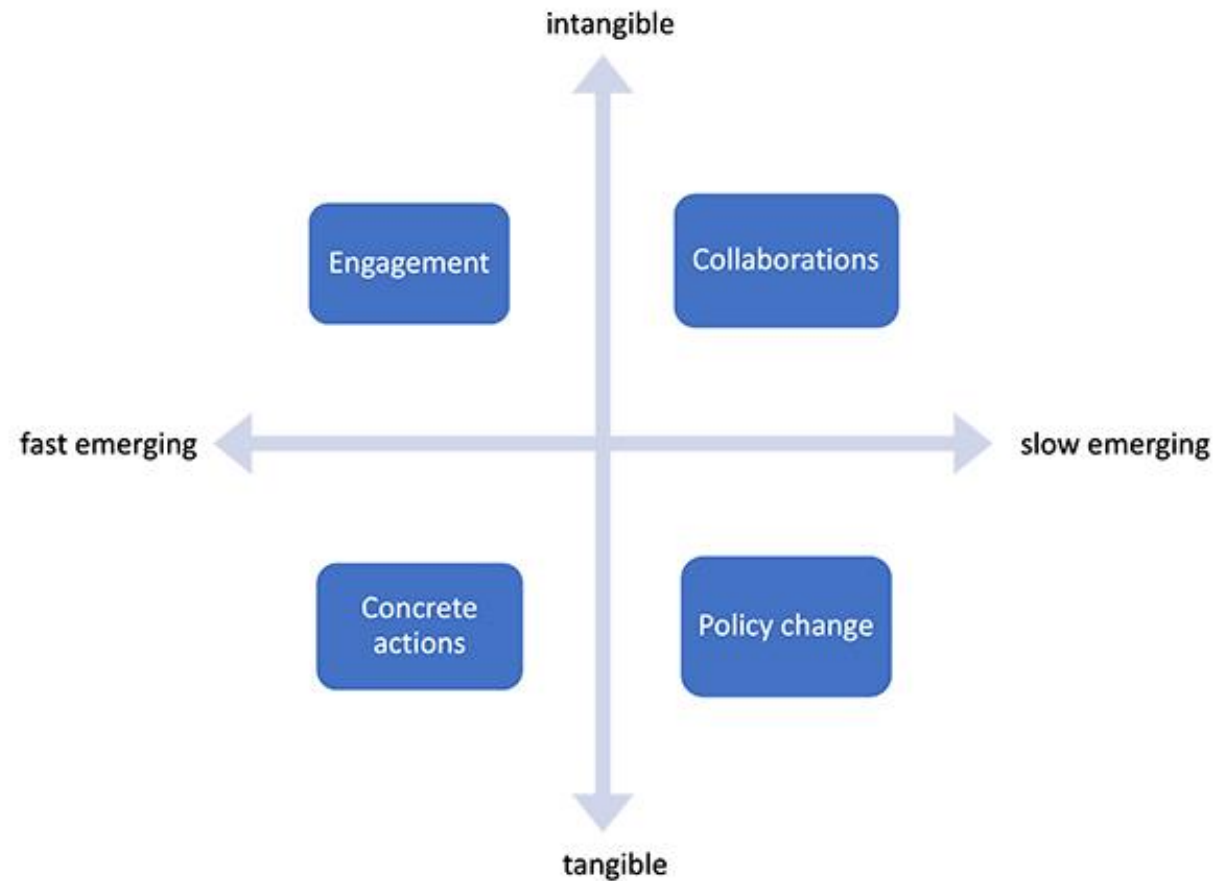 intangible
Engagement
Collaborations
fast emerging
slow emerging
Concrete
actions
Policy change
tangible